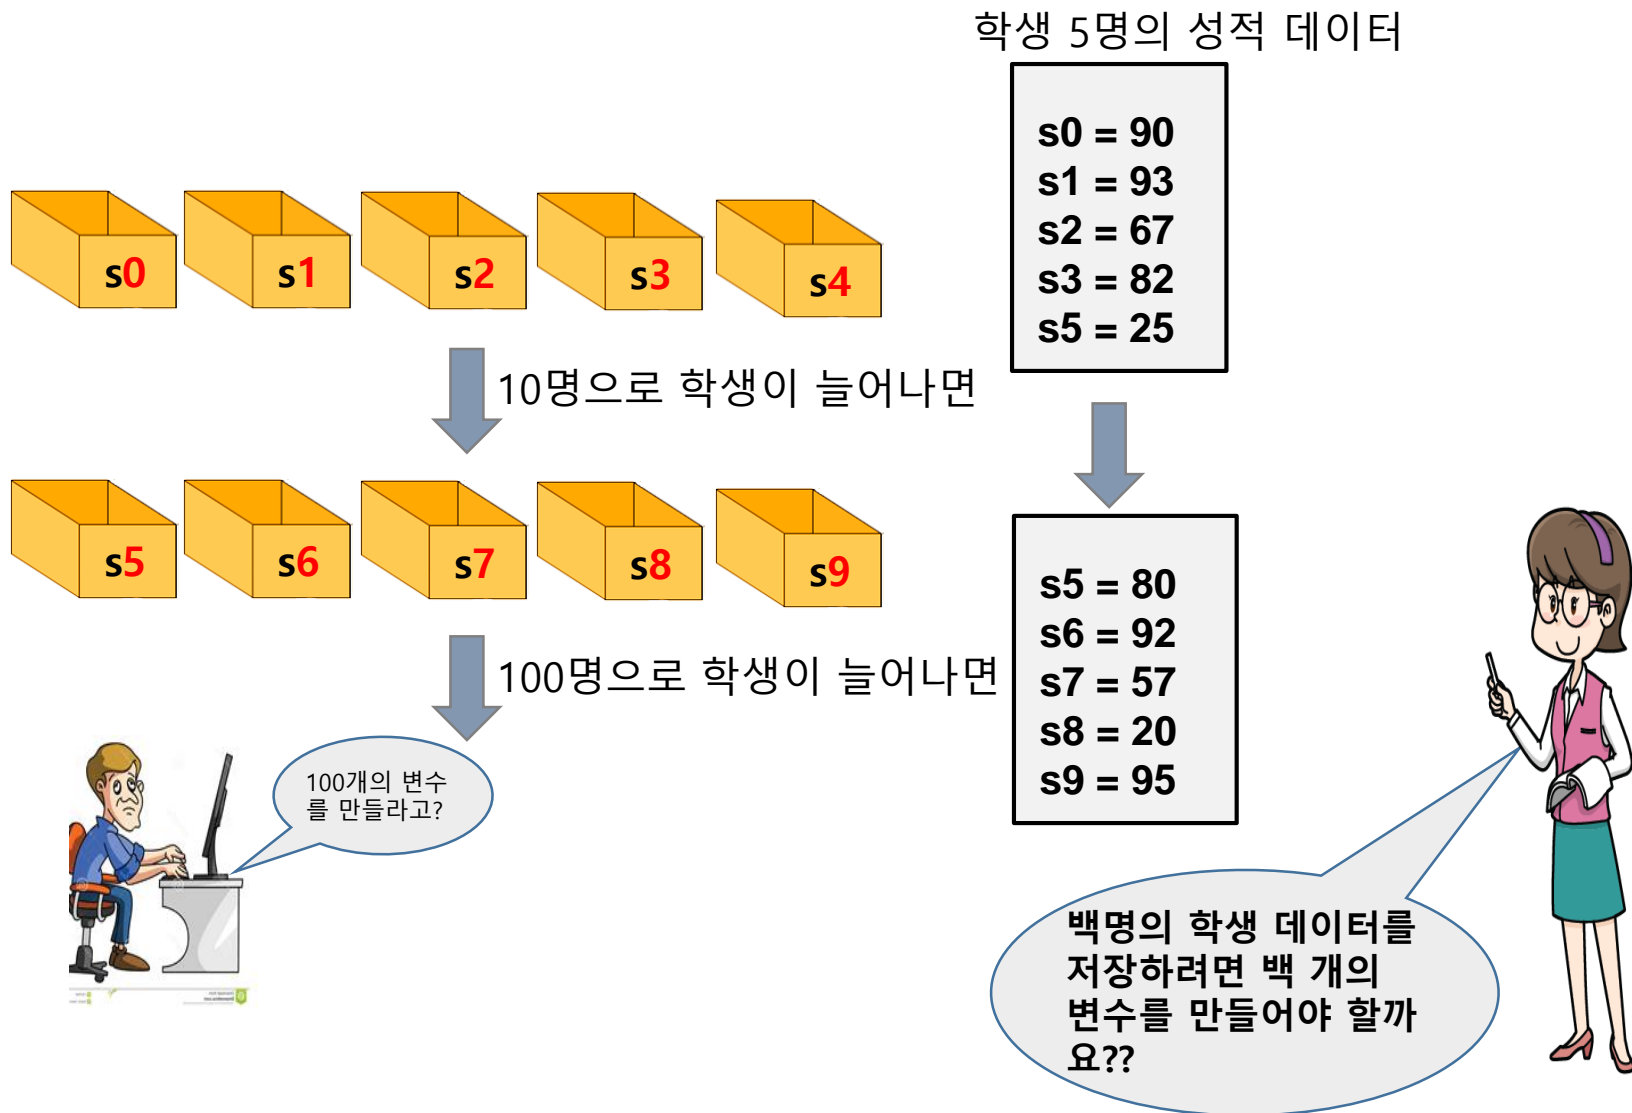 학생 5명의 성적 데이터
s0 = 90
s1 = 93
s2 = 67
s3 = 82
s5 = 25
s0
s1
s2
s3
s4
10명으로 학생이 늘어나면
s5
s6
s7
s8
s9
s5 = 80
s6 = 92
s7 = 57
s8 = 20
s9 = 95
100명으로 학생이 늘어나면
100개의 변수
를 만들라고?
백명의 학생 데이터를
저장하려면 백 개의
변수를 만들어야 할까
요??